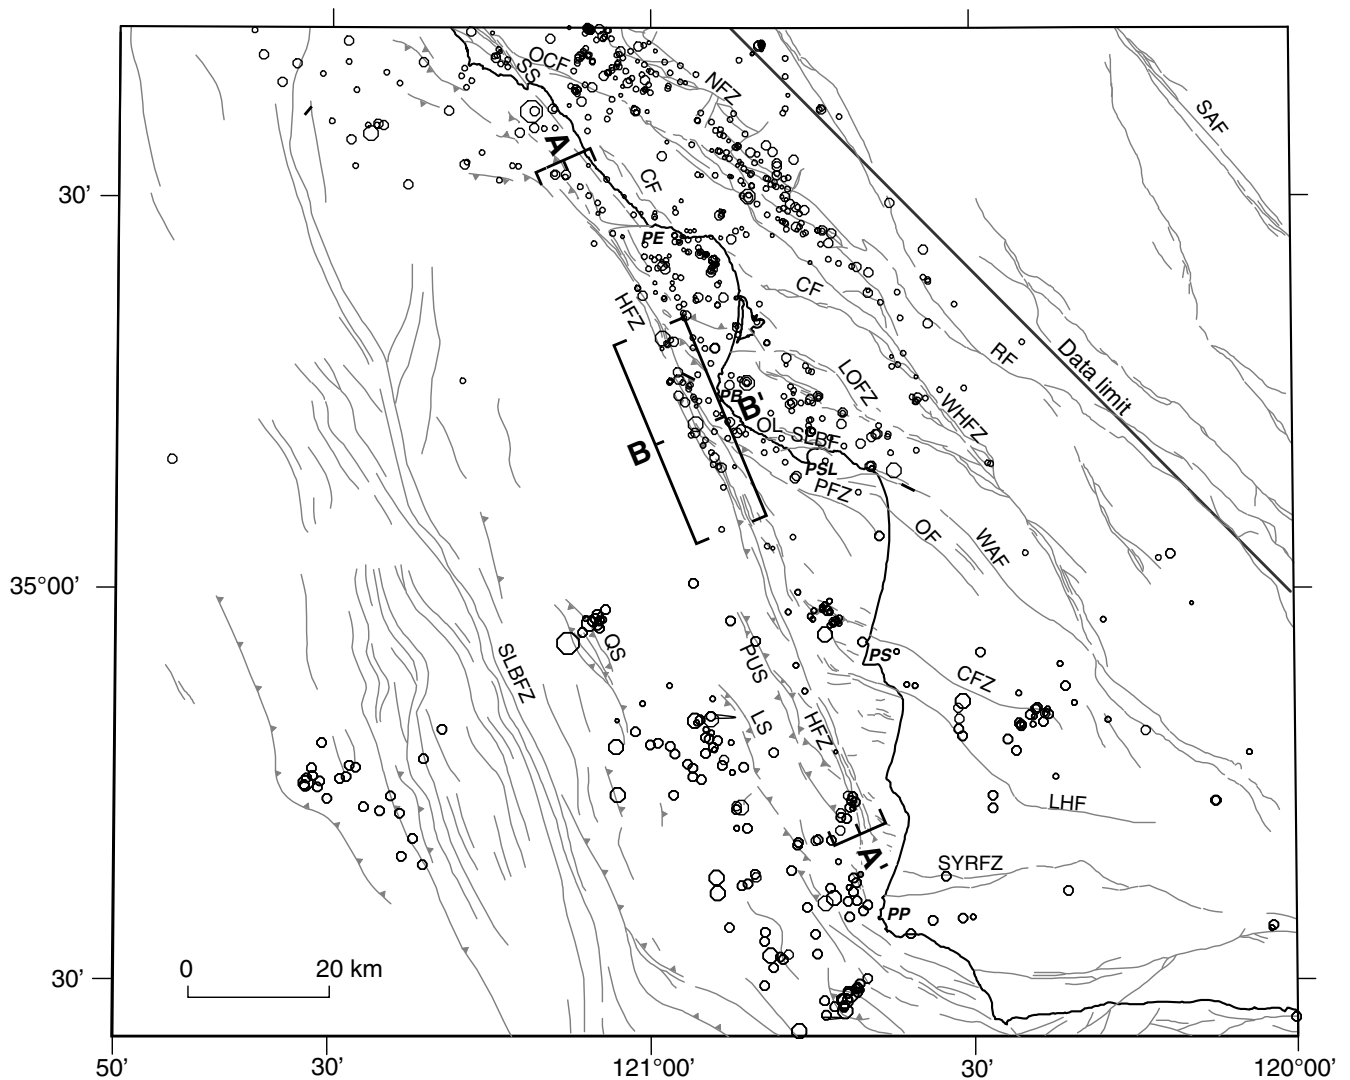 OCF
SS
NFZ
SAF
A
30'
CF
PE
CF
HFZ
RF
Data limit
LOFZ
PB
B'
WHFZ
OL
SLBF
B
PSL
PFZ
OF
WAF
35°00'
QS
SLBFZ
PUS
PS
CFZ
LS
HFZ
LHF
A'
SYRFZ
PP
0 20 km
30'
50' 30' 121°00' 30' 120°00'